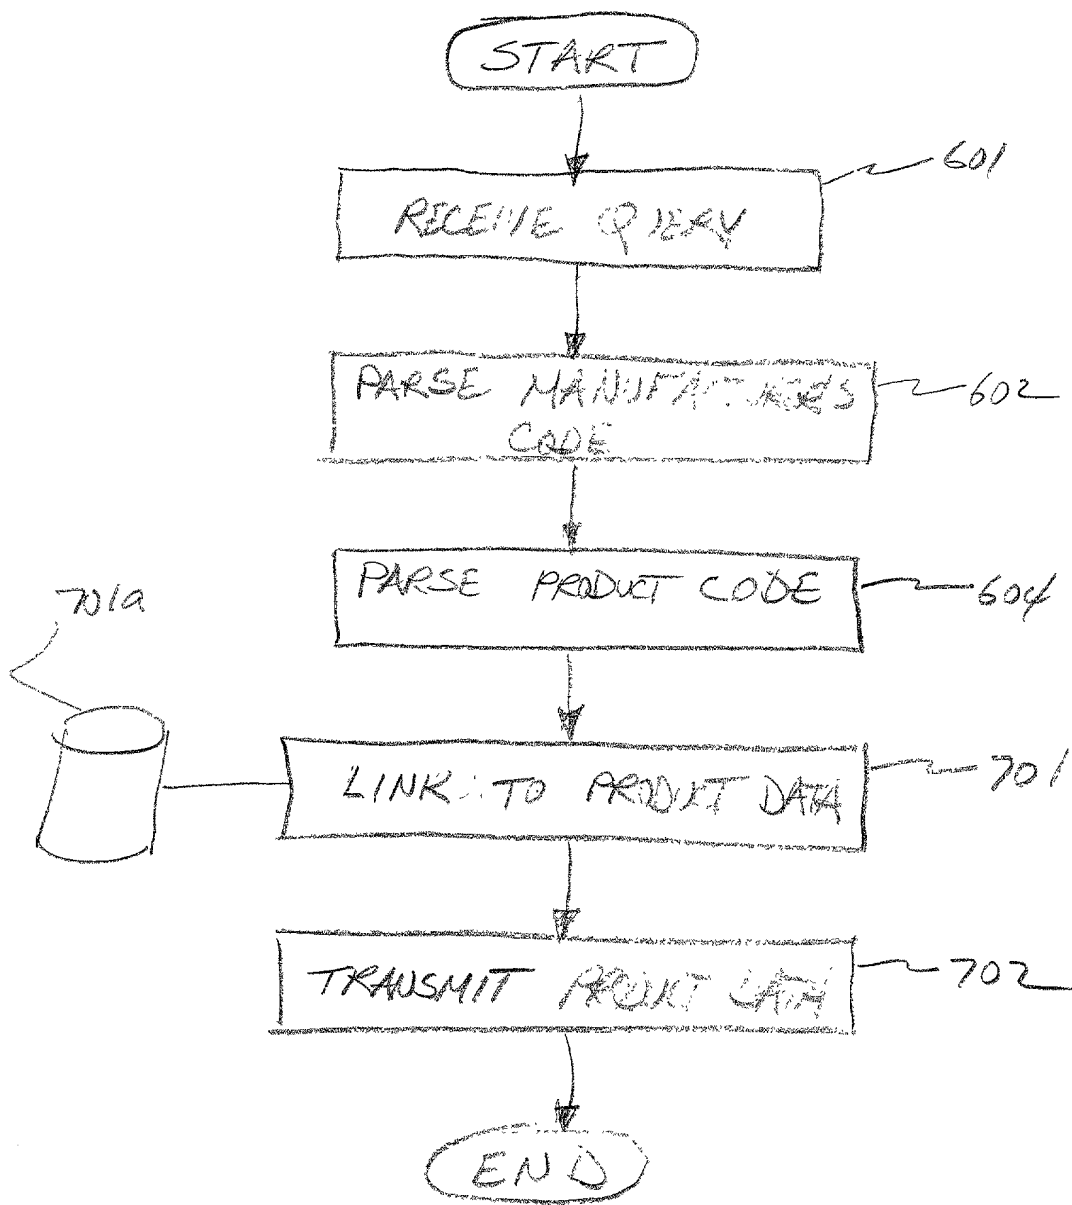 START
601
RECEIVE QUERY
PARSE MANUFACTURERS
CODE
602
PARSE PRODUCT CODE
604
701a
LINK TO PRODUCT DATA
701
TRANSMIT PRODUCT DATA
702
END